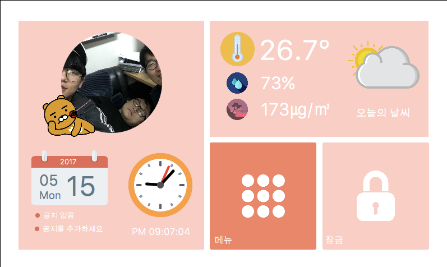 2017
05
Mon
15
공지 없음
공지를 추가하세요
PM 09:07:04
26.7°
73%
173μg/㎥
오늘의 날씨
메뉴
잠금